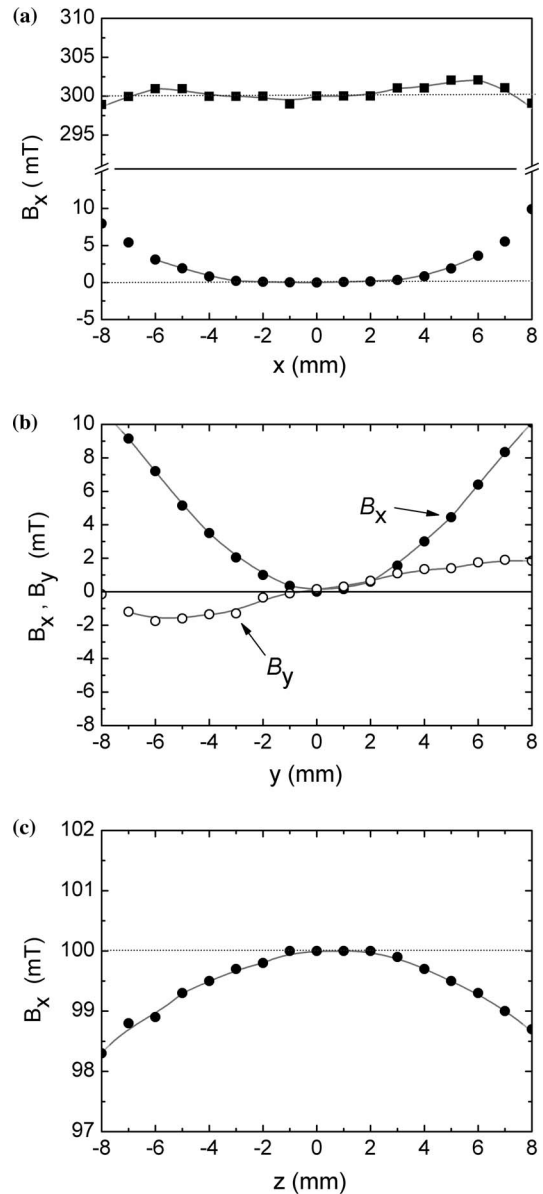 (a)
310
305
300
295
10
5
0
-5
B_x (mT)
-8 -6 -4 -2 0 2 4 6 8
x (mm)
(b)
10
8
6
4
2
0
-2
-4
-6
-8
B_x , B_y (mT)
B_x
B_y
-8 -6 -4 -2 0 2 4 6 8
y (mm)
(c)
102
101
100
99
98
97
B_x (mT)
-8 -6 -4 -2 0 2 4 6 8
z (mm)